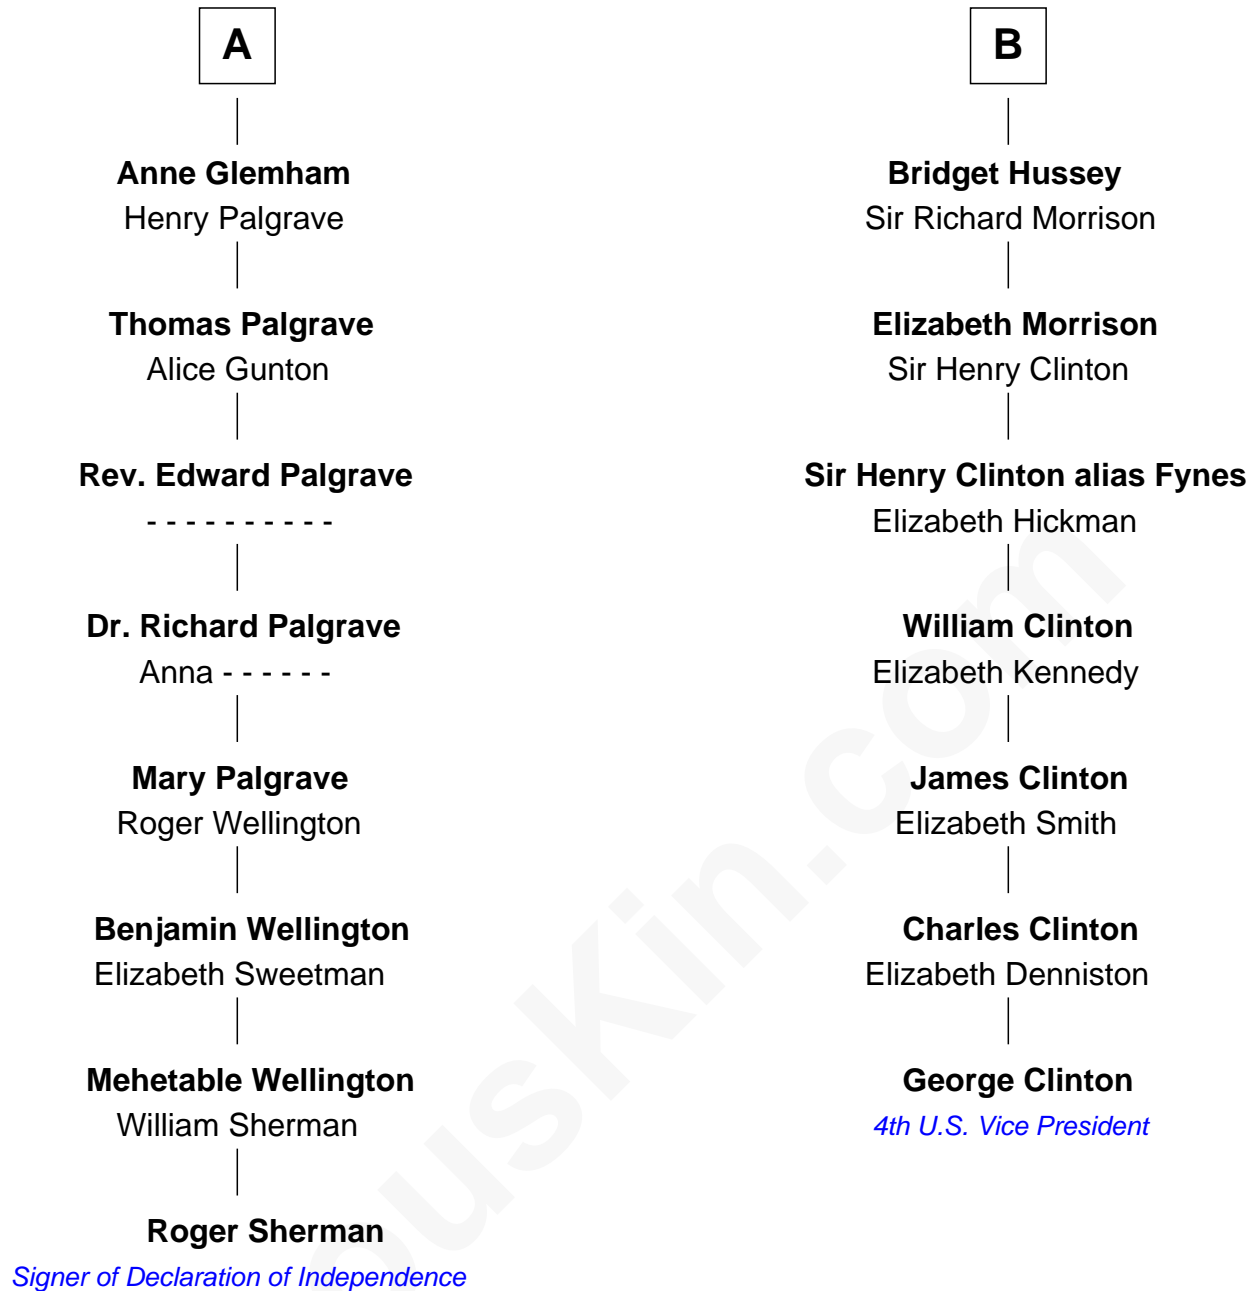 A
Anne Glemham
Henry Palgrave
Thomas Palgrave
Alice Gunton
Rev. Edward Palgrave
- - - - - - - - - -
Dr. Richard Palgrave
Anna - - - - - -
Mary Palgrave
Roger Wellington
Benjamin Wellington
Elizabeth Sweetman
Mehetable Wellington
William Sherman
Roger Sherman
Signer of Declaration of Independence
B
Bridget Hussey
Sir Richard Morrison
Elizabeth Morrison
Sir Henry Clinton
Sir Henry Clinton alias Fynes
Elizabeth Hickman
William Clinton
Elizabeth Kennedy
James Clinton
Elizabeth Smith
Charles Clinton
Elizabeth Denniston
George Clinton
4th U.S. Vice President
ousKin.com